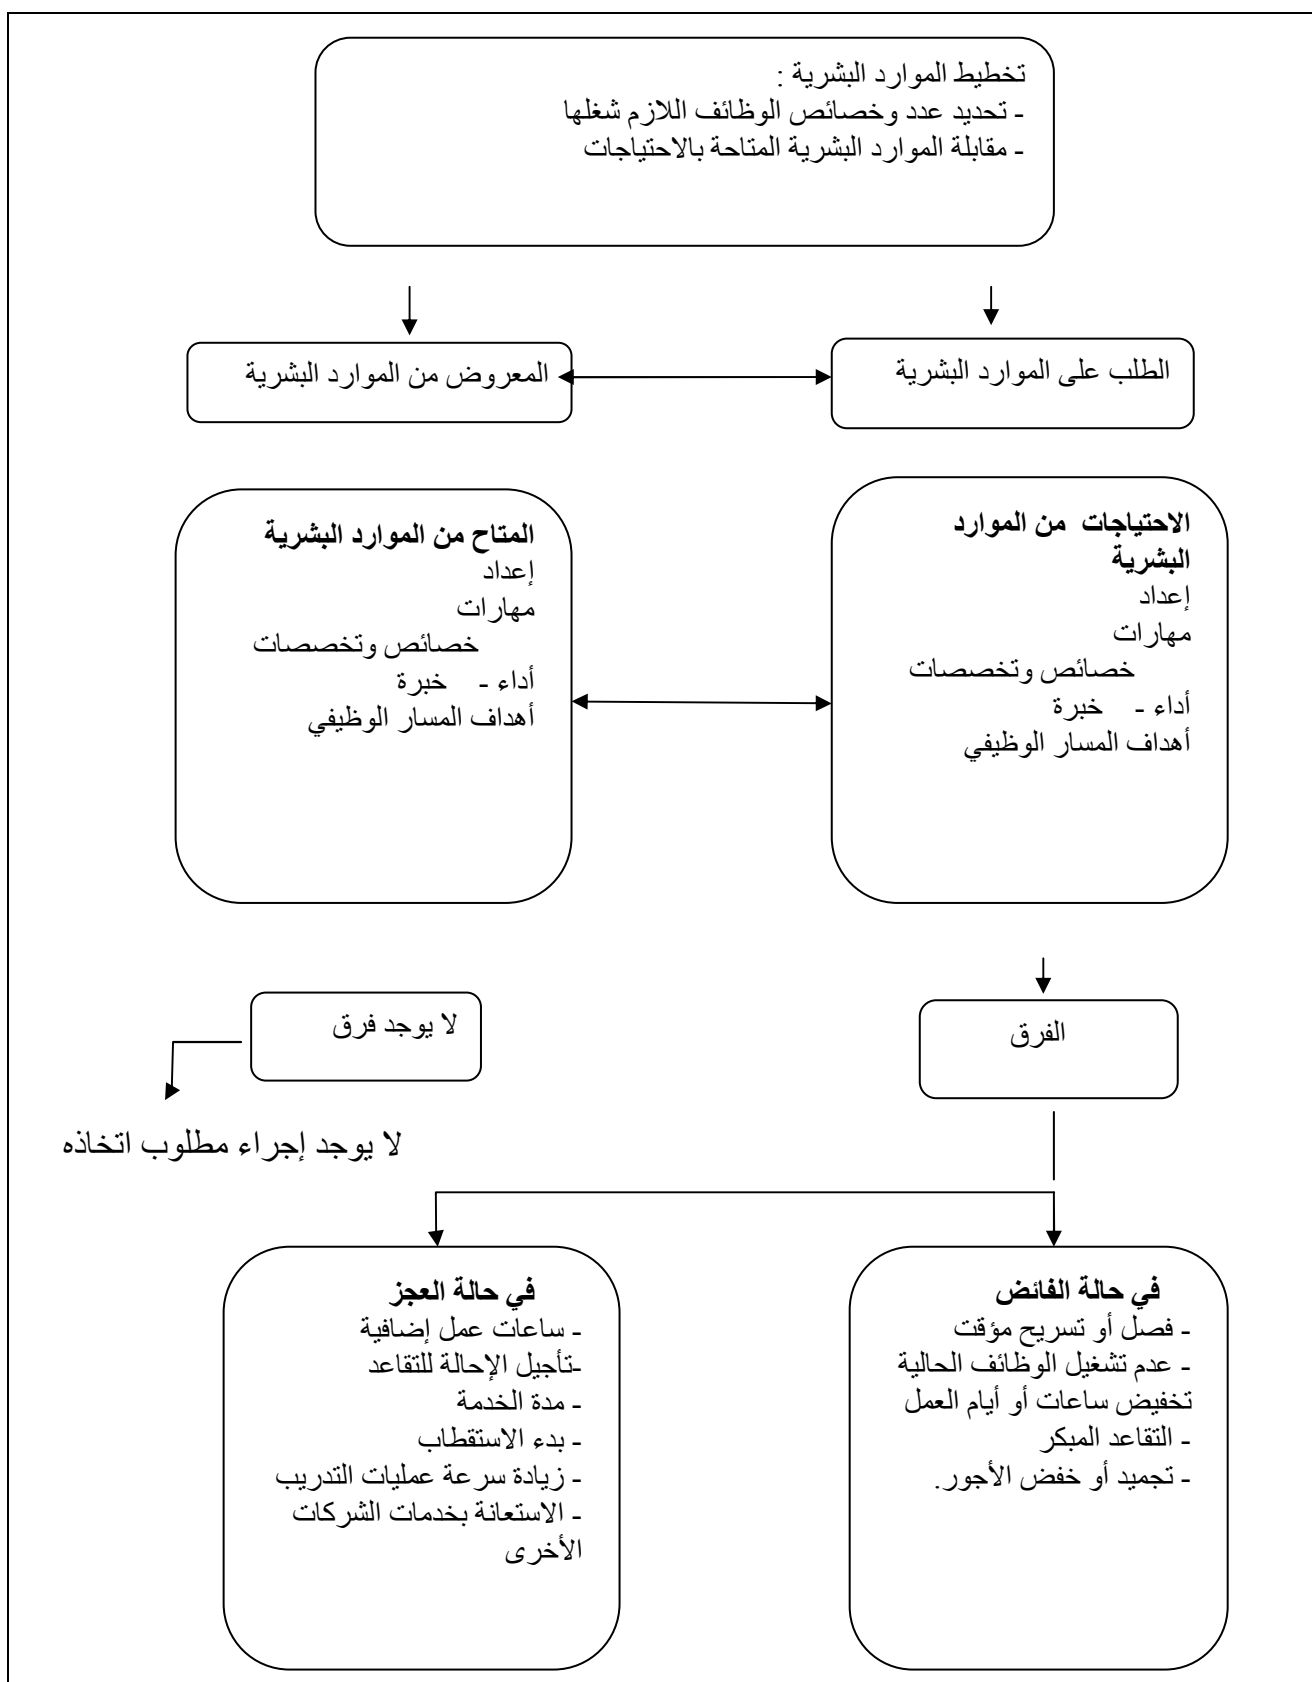 تخطيط الموارد البشرية :
- تحديد عدد وخصائص الوظائف اللازم شغلها
- مقابلة الموارد البشرية المتاحة بالاحتياجات
الطلب على الموارد البشرية
المعروض من الموارد البشرية
الاحتياجات من الموارد
البشرية
إعداد
مهارات
خصائص وتخصصات
أداء - خبرة
أهداف المسار الوظيفي
المتاح من الموارد البشرية
إعداد
مهارات
خصائص وتخصصات
أداء - خبرة
أهداف المسار الوظيفي
الفرق
لا يوجد فرق
لا يوجد إجراء مطلوب اتخاذه
في حالة الفائض
- فصل أو تسريح مؤقت
- عدم تشغيل الوظائف الحالية
تخفيض ساعات أو أيام العمل
- التقاعد المبكر
- تجميد أو خفض الأجور.
في حالة العجز
- ساعات عمل إضافية
-تأجيل الإحالة للتقاعد
- مدة الخدمة
- بدء الاستقطاب
- زيادة سرعة عمليات التدريب
- الاستعانة بخدمات الشركات
الأخرى